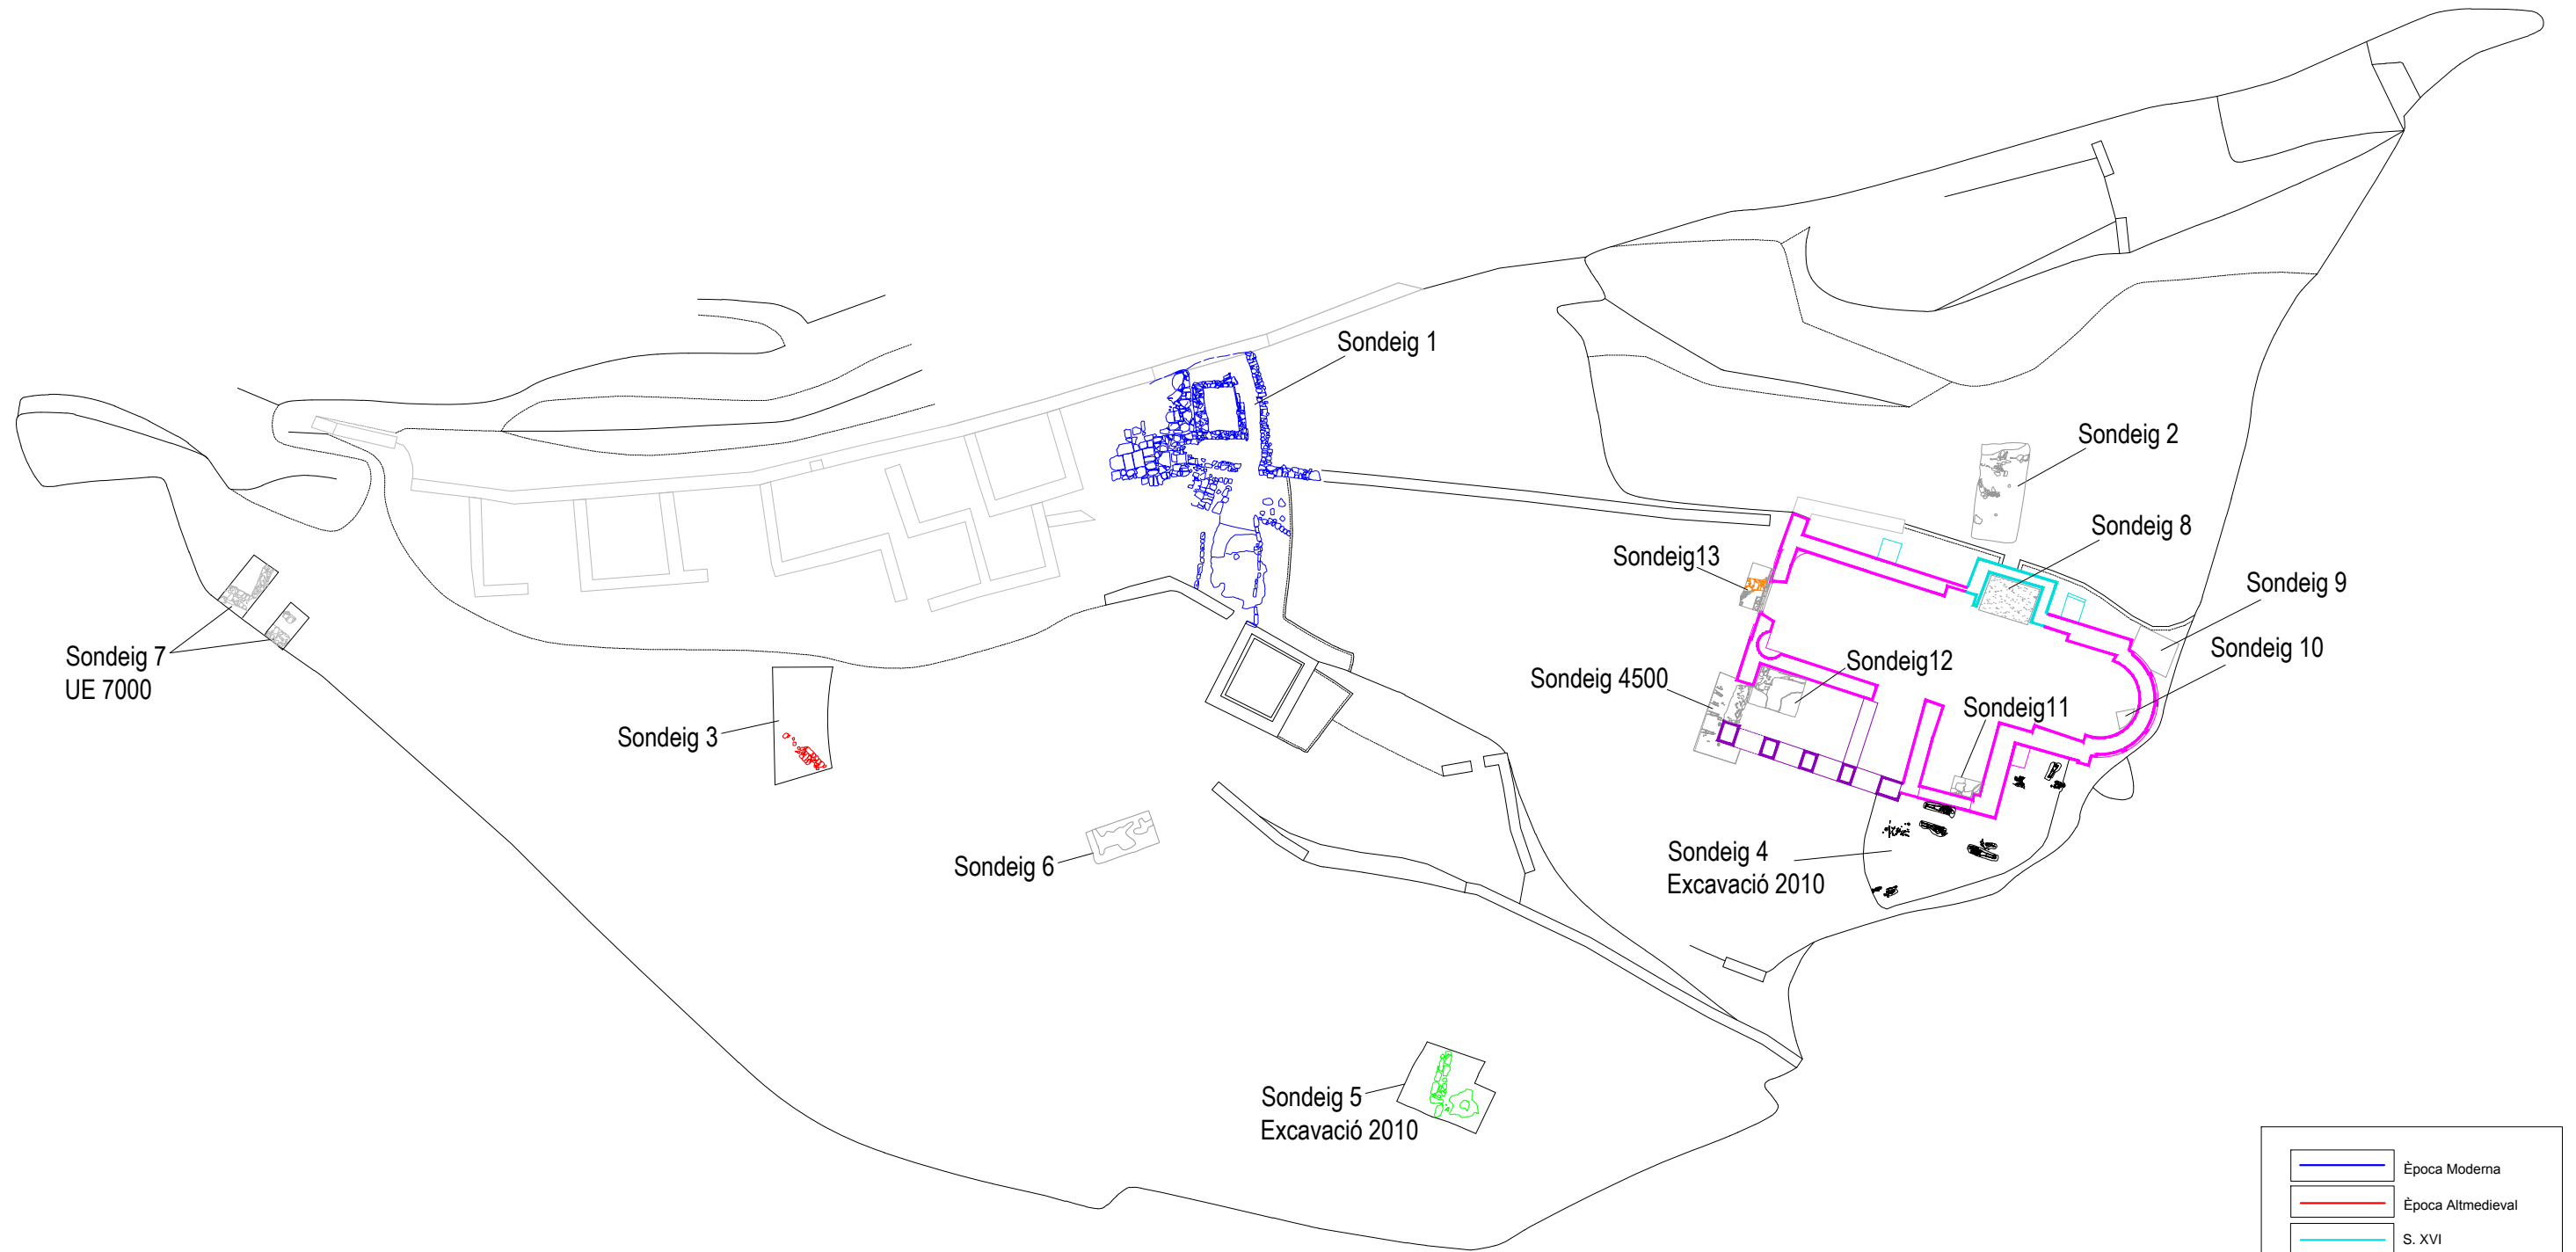 Sondeig 1
Sondeig 2
Sondeig 8
Sondeig13
Sondeig 9
Sondeig 10
Sondeig12
Sondeig 4500
Sondeig11
Sondeig 7
UE 7000
Sondeig 3
Sondeig 6
Sondeig 4
Excavació 2010
Sondeig 5
Excavació 2010
Època Moderna
Època Altmedieval
S. XVI